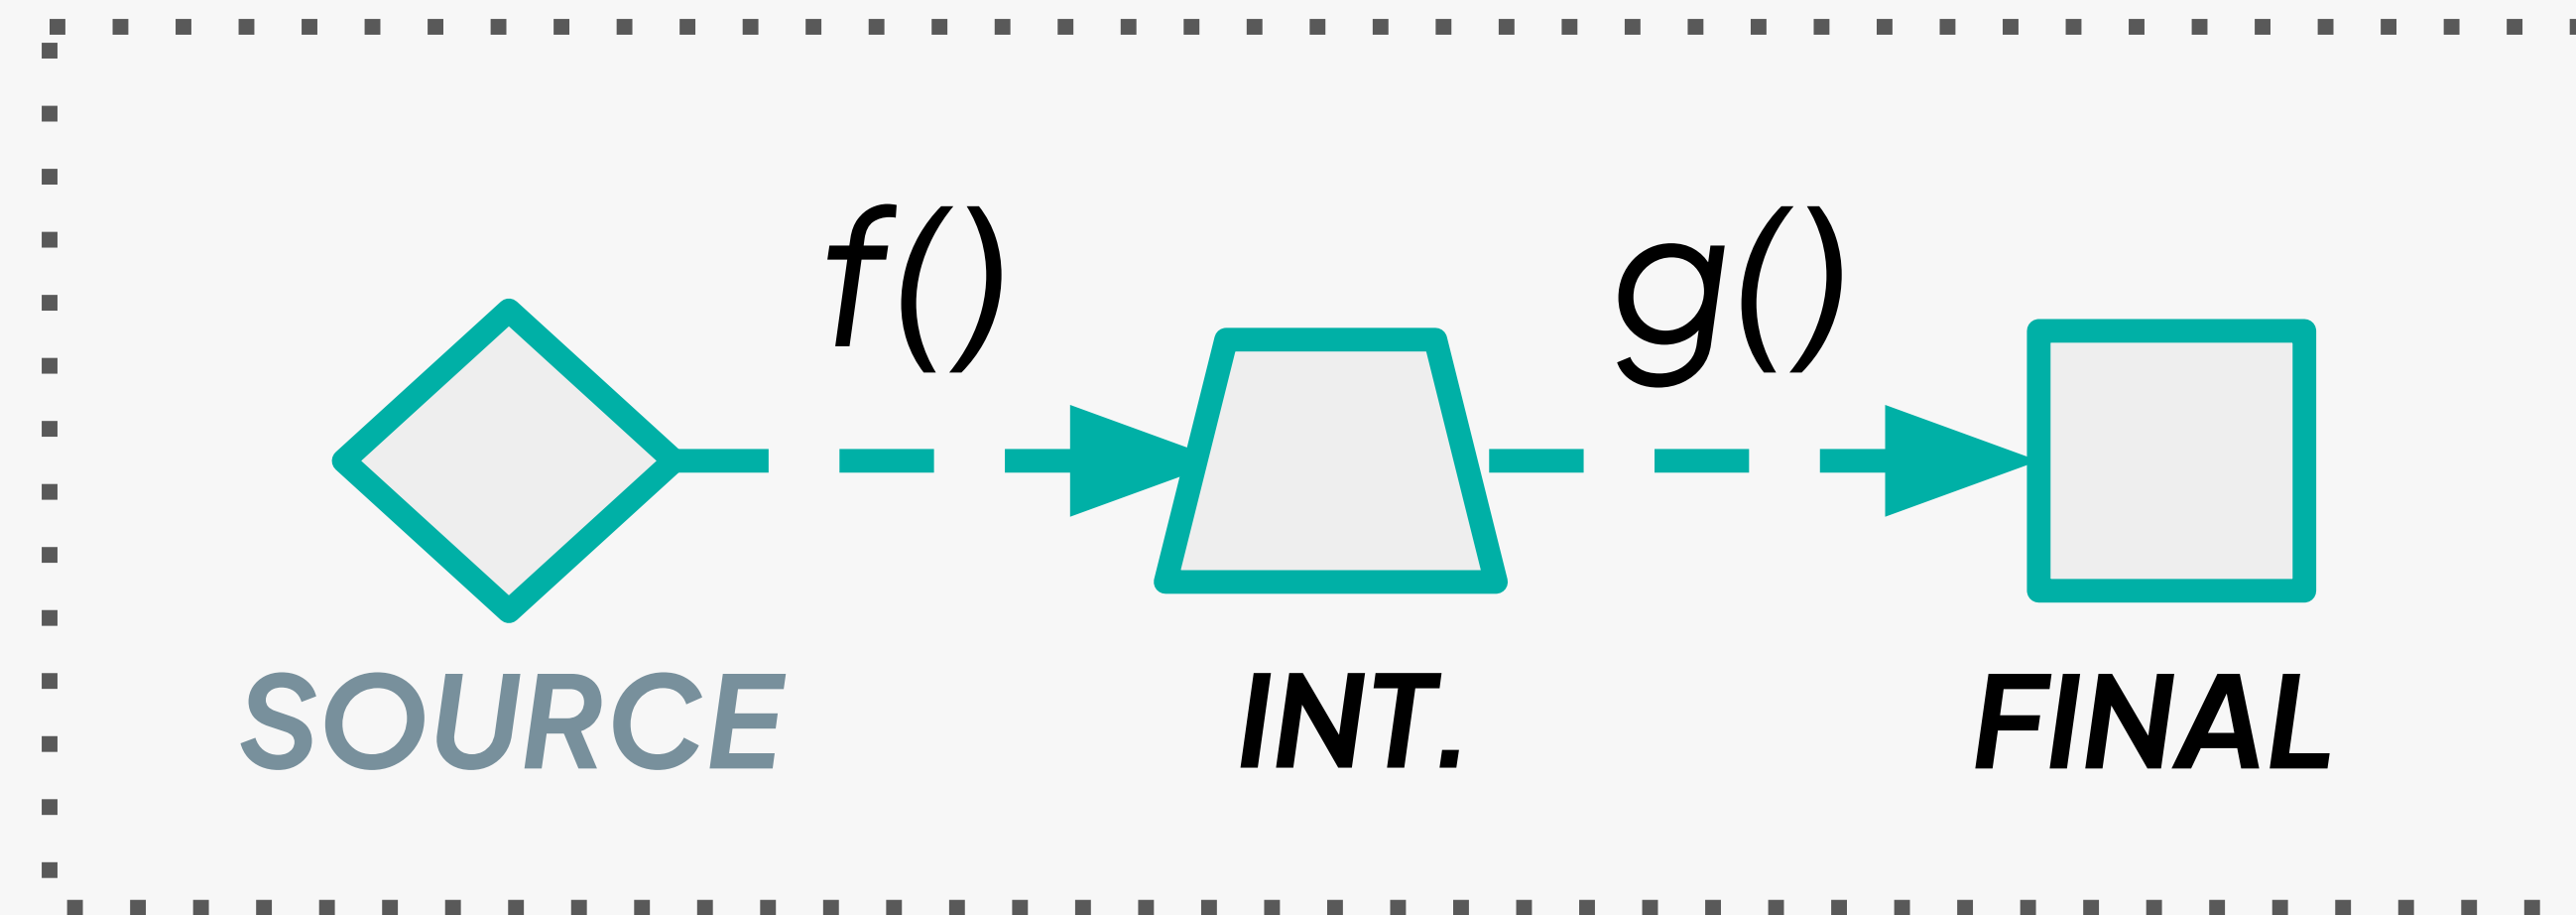 f() g()
SOURCE INT. FINAL